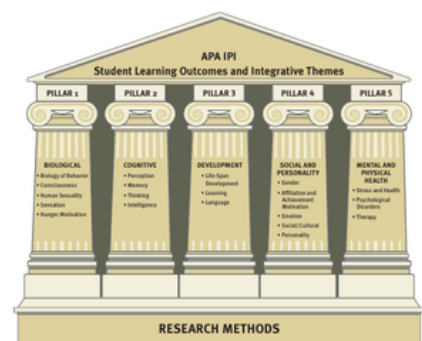 APA IPI
Student Learning Outcomes and Integrative Themes
PILLAR 1
PILLAR 2
PILLAR 3
PILLAR 4
PILLAR 5
BIOLOGICAL
• Biology of Behavior
• Consciousness
• Human Sexuality
• Sensation
• Hunger Motivation
COGNITIVE
• Perception
• Memory
• Thinking
• Intelligence
DEVELOPMENT
• Life Span
Development
• Learning
• Language
SOCIAL AND
PERSONALITY
• Gender
• Affiliation and
Achievement
Motivation
• Emotion
• Social/Cultural
• Personality
MENTAL AND
PHYSICAL
HEALTH
• Stress and Health
• Psychological
Disorders
• Therapy
RESEARCH METHODS